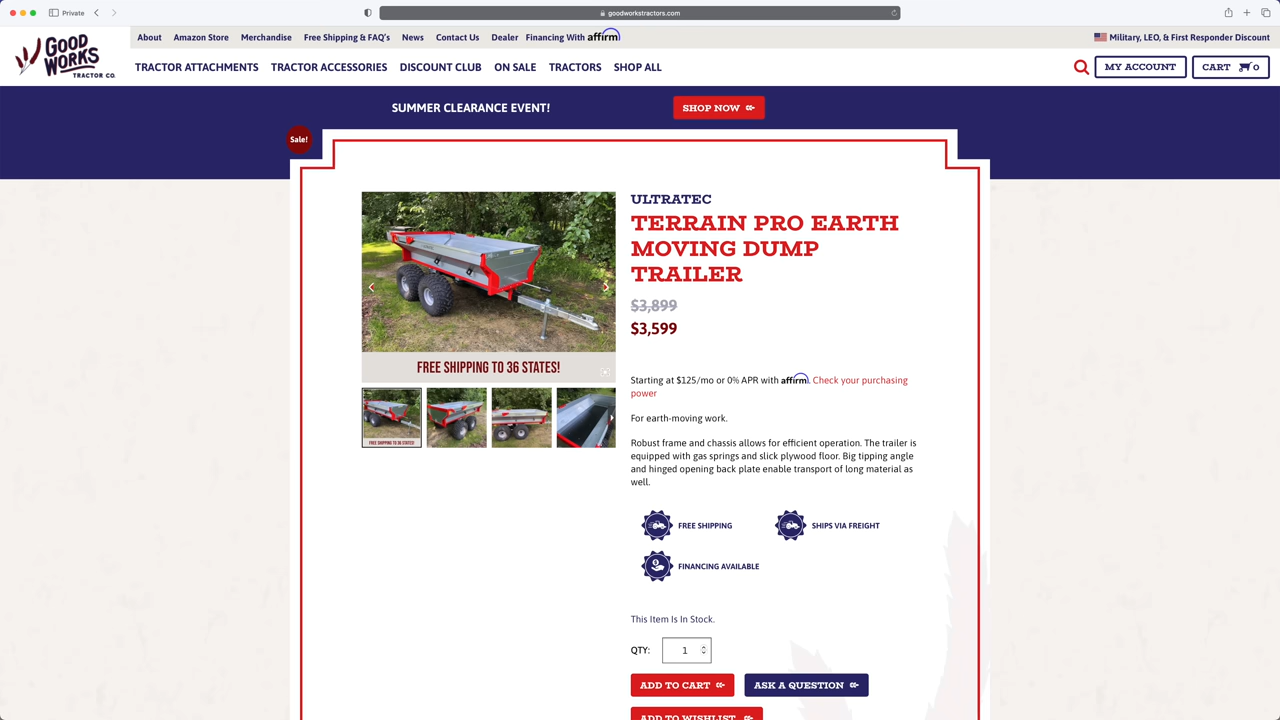 Private
goodworkstractors.com
GOOD
WORKS
TRACTOR CO.
About Amazon Store Merchandise Free Shipping & FAQ's News Contact Us Dealer Financing With affirm
Military, LEO, & First Responder Discount
TRACTOR ATTACHMENTS TRACTOR ACCESSORIES DISCOUNT CLUB ON SALE TRACTORS SHOP ALL
MY ACCOUNT
CART 0
SUMMER CLEARANCE EVENT!
SHOP NOW
Sale!
ULTRATEC
TERRAIN PRO EARTH
MOVING DUMP
TRAILER
$3,899
$3,599
FREE SHIPPING TO 36 STATES!
FREE SHIPPING TO 36 STATES!
Starting at $125/mo or 0% APR with affirm. Check your purchasing
power
For earth-moving work.
Robust frame and chassis allows for efficient operation. The trailer is
equipped with gas springs and slick plywood floor. Big tipping angle
and hinged opening back plate enable transport of long material as
well.
FREE SHIPPING
SHIPS VIA FREIGHT
FINANCING AVAILABLE
This Item Is In Stock.
QTY: 1
ADD TO CART
ASK A QUESTION
ADD TO WISHLIST